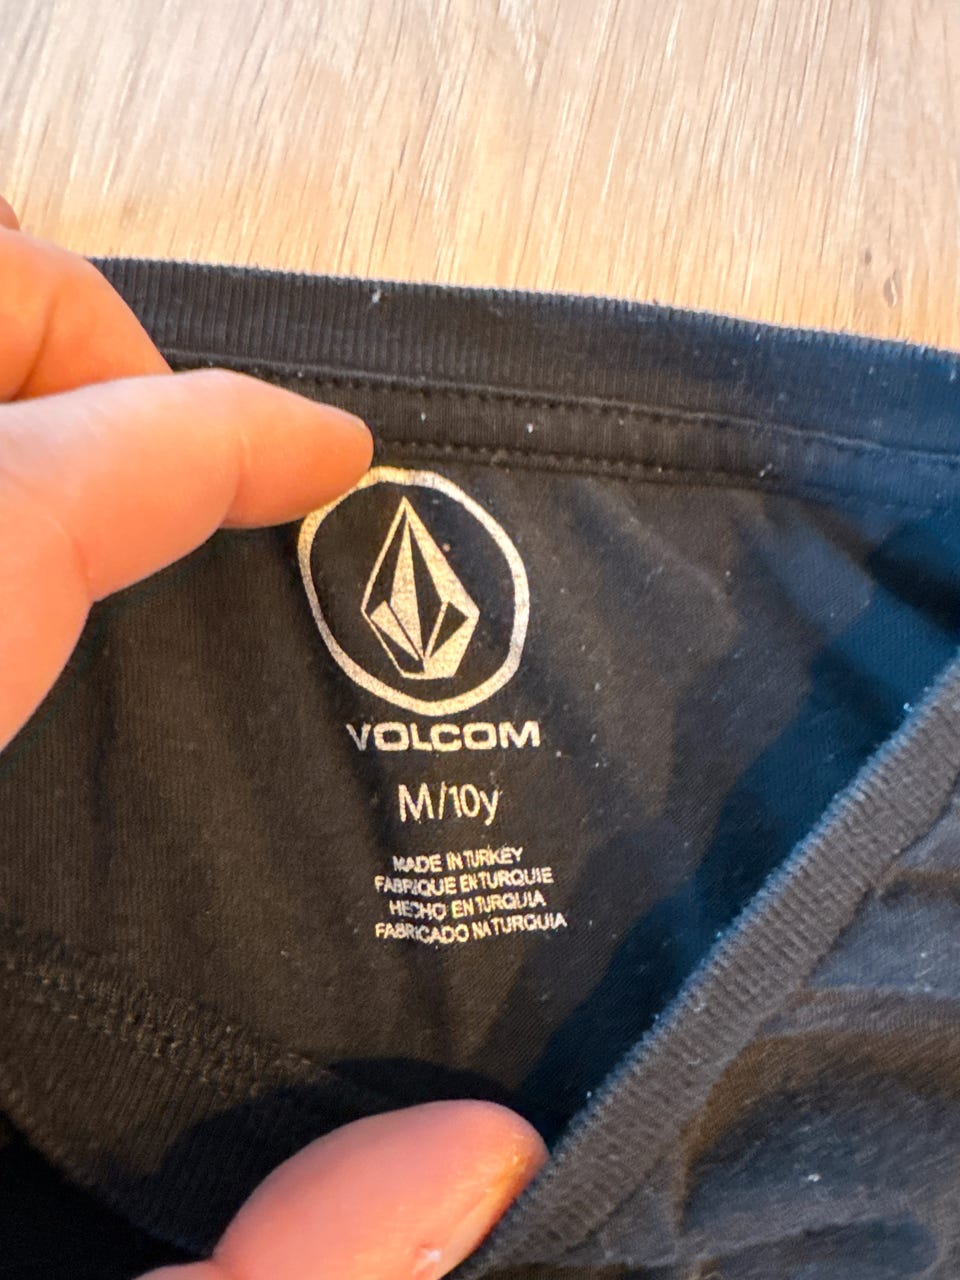 VOLCOM
M/10y
MADE IN TURKEY
FABRIQUE EN TURQUIE
HECHO EN TURQUIA
FABRICADO NA TURQUIA